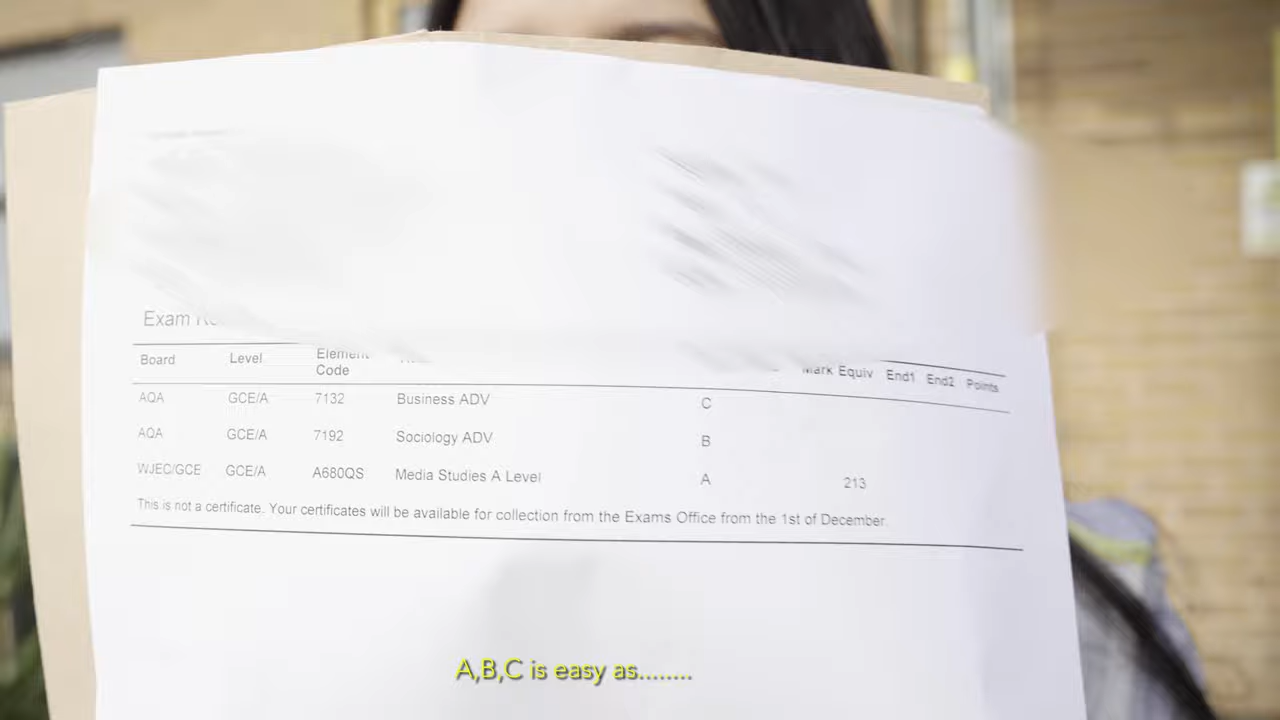 Exam
Board Level Element Code Mark Equiv End1 End2 Points
AQA GCE/A 7132 Business ADV C
AQA GCE/A 7192 Sociology ADV B
WJEC/GCE GCE/A A680QS Media Studies A Level A 213
This is not a certificate. Your certificates will be available for collection from the Exams Office from the 1st of December.
A,B,C is easy as........